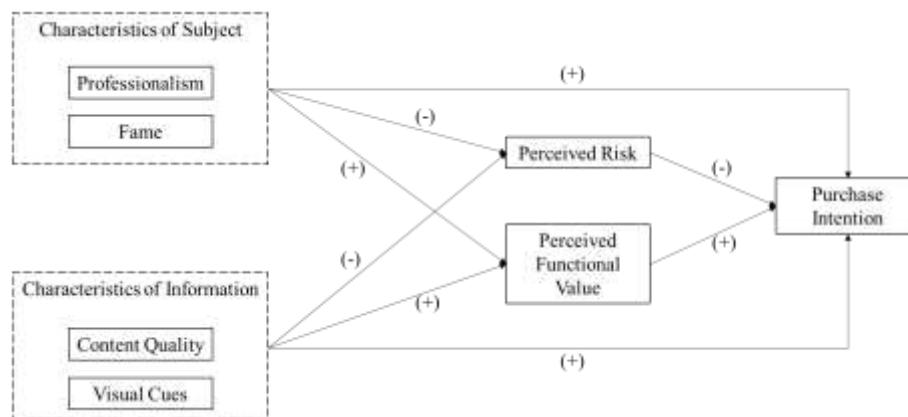 Characteristics of Subject
Professionalism
Fame
(+)
(-)
(+)
Perceived Risk
(-)
Purchase
Intention
Perceived
Functional
Value
(+)
(-)
(+)
Characteristics of Information
Content Quality
Visual Cues
(+)